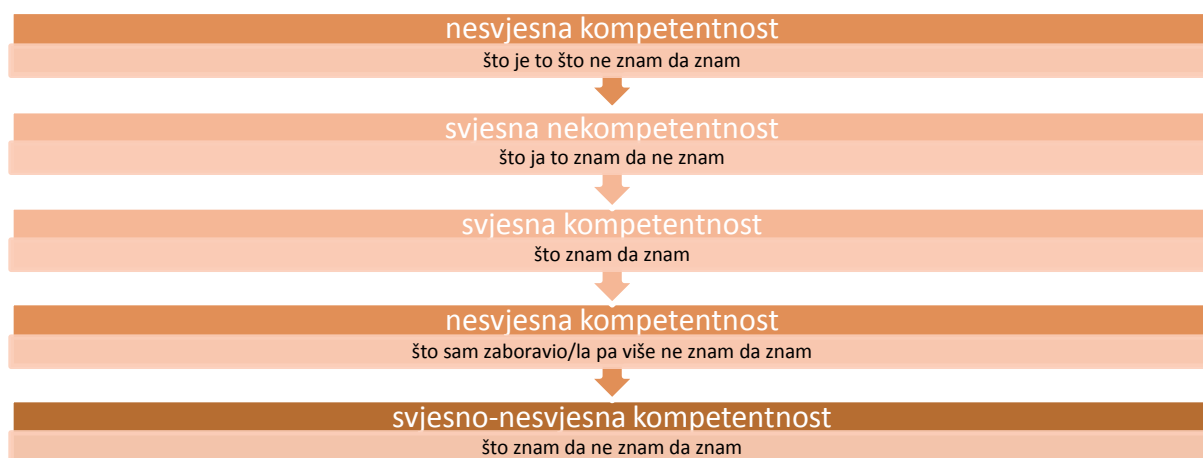 nesvjesna kompetentnost
što je to što ne znam da znam
svjesna nekompetentnost
što ja to znam da ne znam
svjesna kompetentnost
što znam da znam
nesvjesna kompetentnost
što sam zaboravio/la pa više ne znam da znam
svjesno-nesvjesna kompetentnost
što znam da ne znam da znam